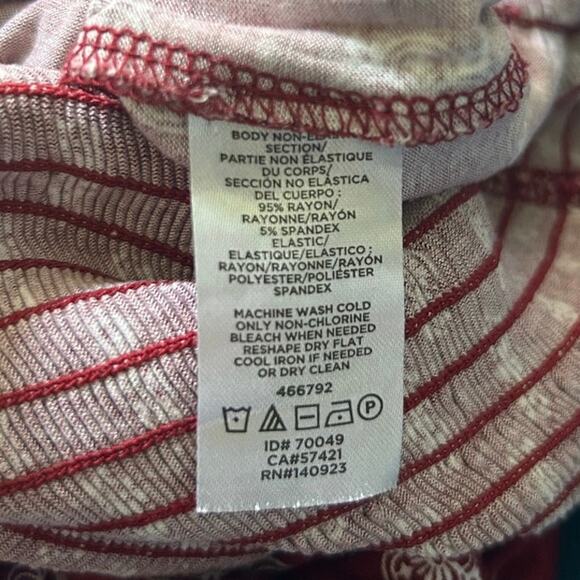 BODY NON-ELASTIC
SECTION/
PARTIE NON ÉLASTIQUE
DU CORPS/
SECCIÓN NO ELÁSTICA
DEL CUERPO :
95% RAYON/
RAYONNE/RAYÓN
5% SPANDEX
ELASTIC/
ELASTIQUE/ELASTICO ;
RAYON/RAYONNE/RAYÓN
POLYESTER/POLIÉSTER
SPANDEX
MACHINE WASH COLD
ONLY NON-CHLORINE
BLEACH WHEN NEEDED
RESHAPE DRY FLAT
COOL IRON IF NEEDED
OR DRY CLEAN
466792
P
ID# 70049
CA#57421
RN#140923